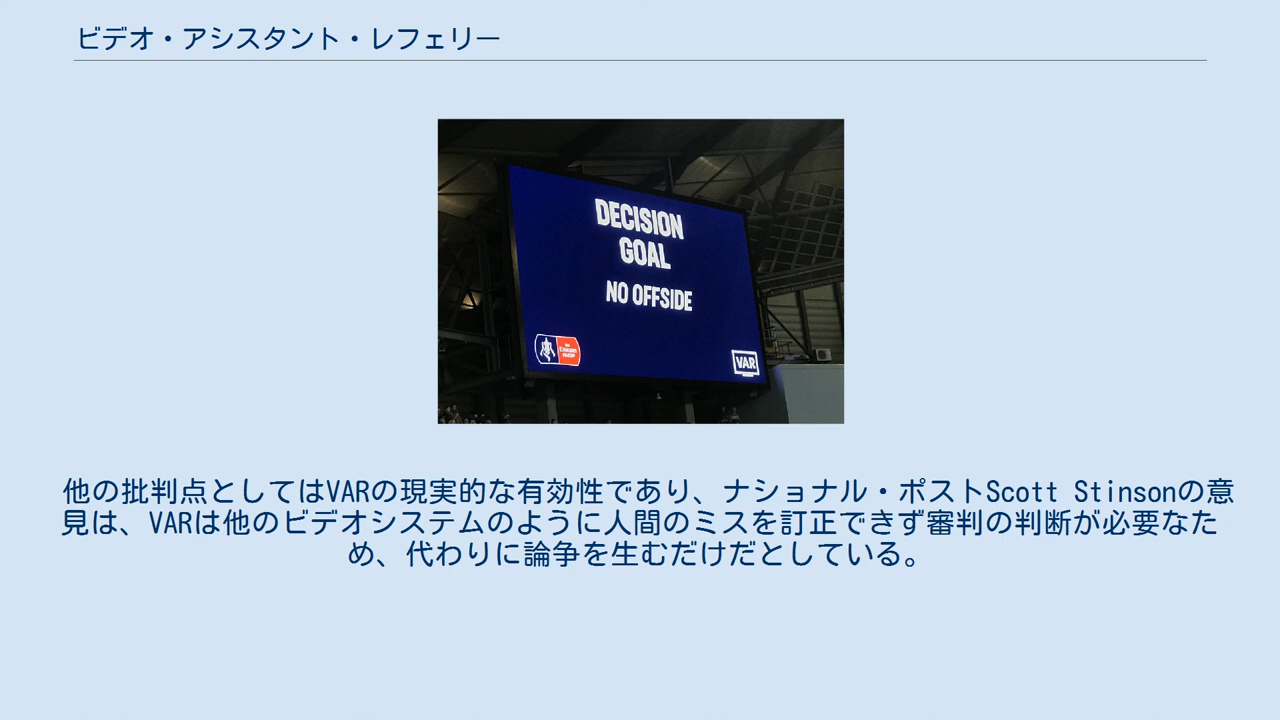 ビデオ・アシスタント・レフェリー
DECISION
GOAL
NO OFFSIDE
VAR
他の批判点としてはVARの現実的な有効性であり、ナショナル・ポストScott Stinsonの意
見は、VARは他のビデオシステムのように人間のミスを訂正できず審判の判断が必要なた
め、代わりに論争を生むだけだとしている。